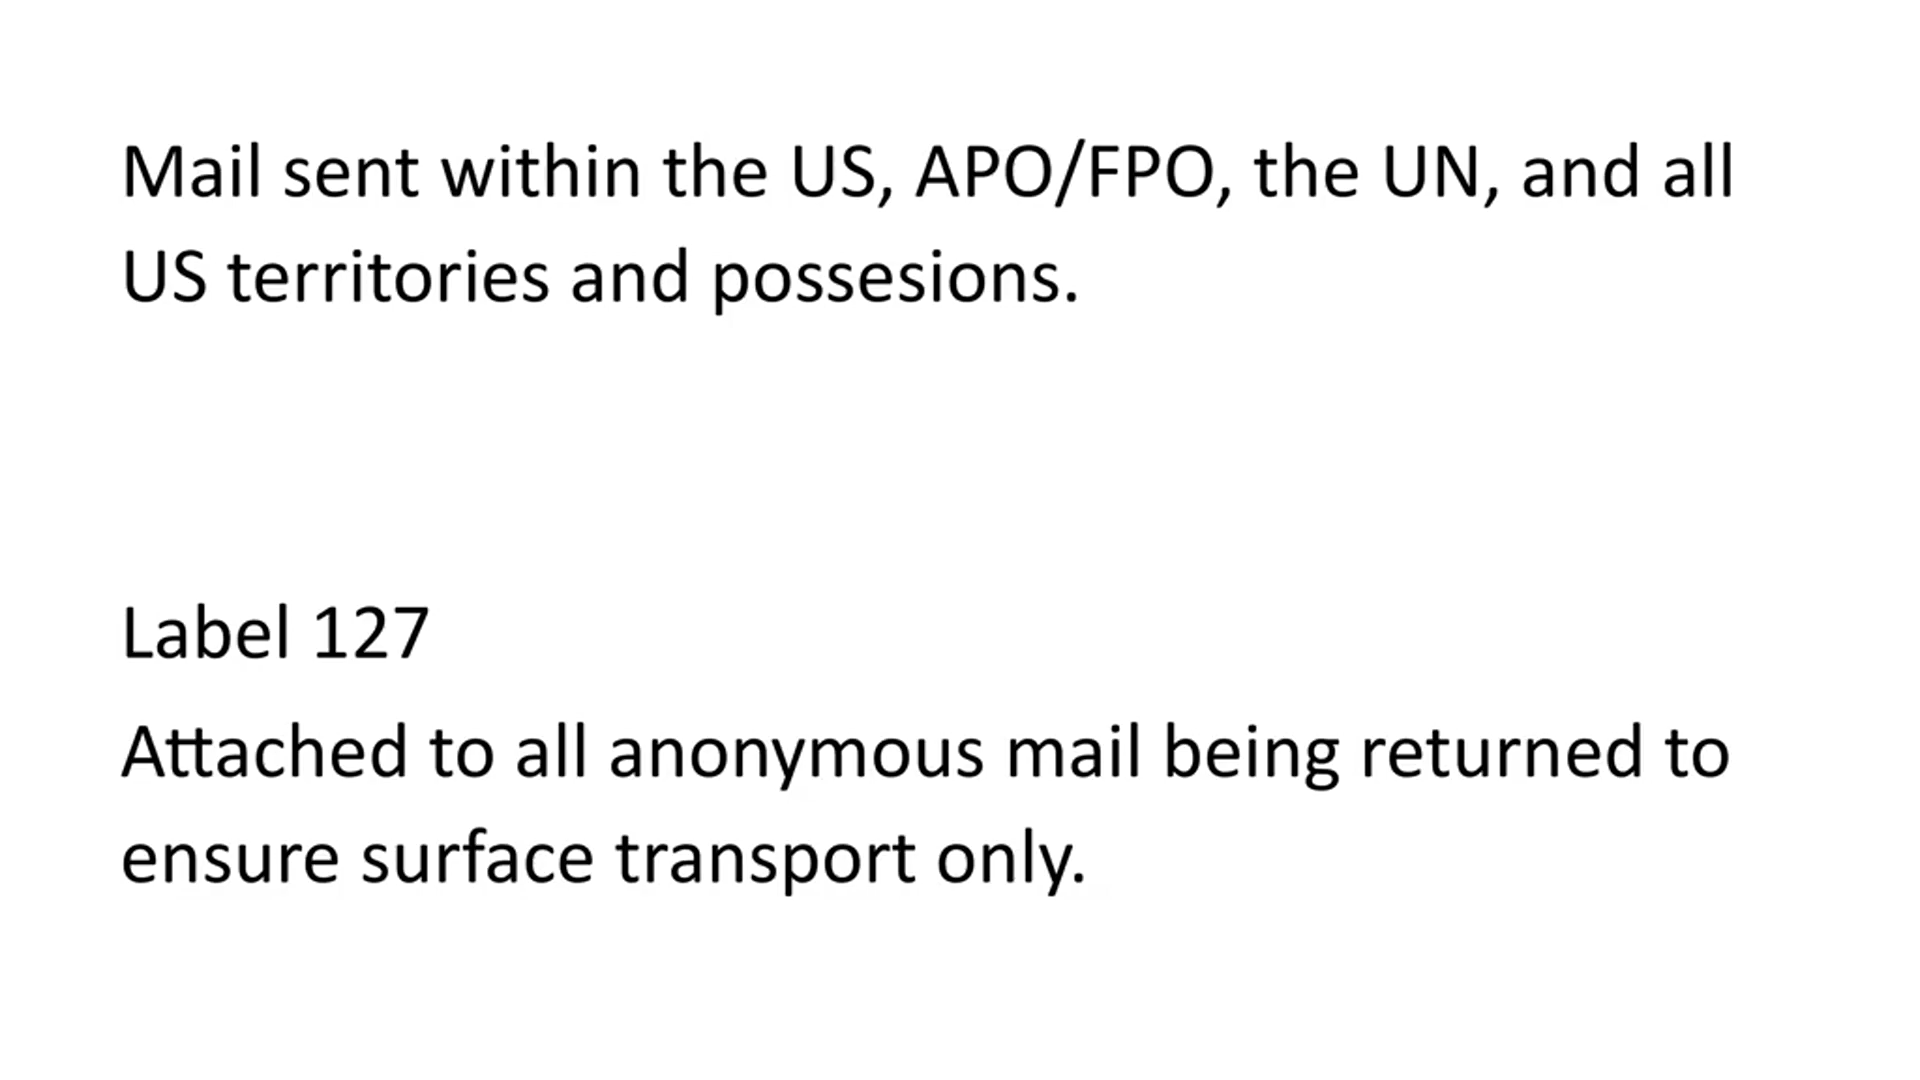 Mail sent within the US, APO/FPO, the UN, and all
US territories and possesions.
Label 127
Attached to all anonymous mail being returned to
ensure surface transport only.